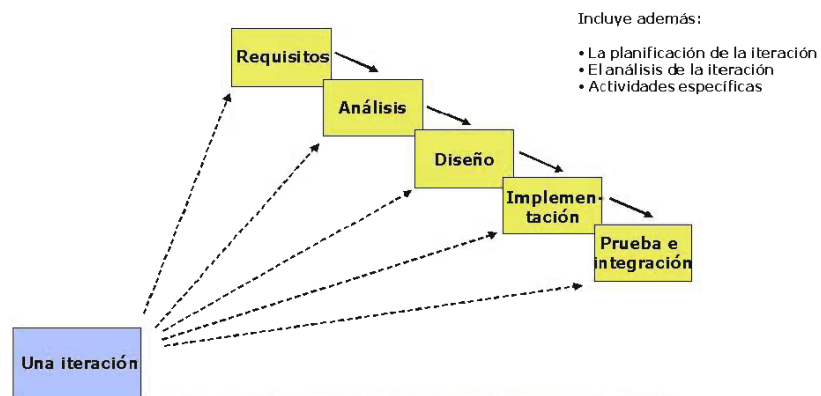 Incluye además:
• La planificación de la iteración
• El análisis de la iteración
• Actividades específicas
Requisitos
Análisis
Diseño
Implemen-
tación
Prueba e
integración
Una iteración